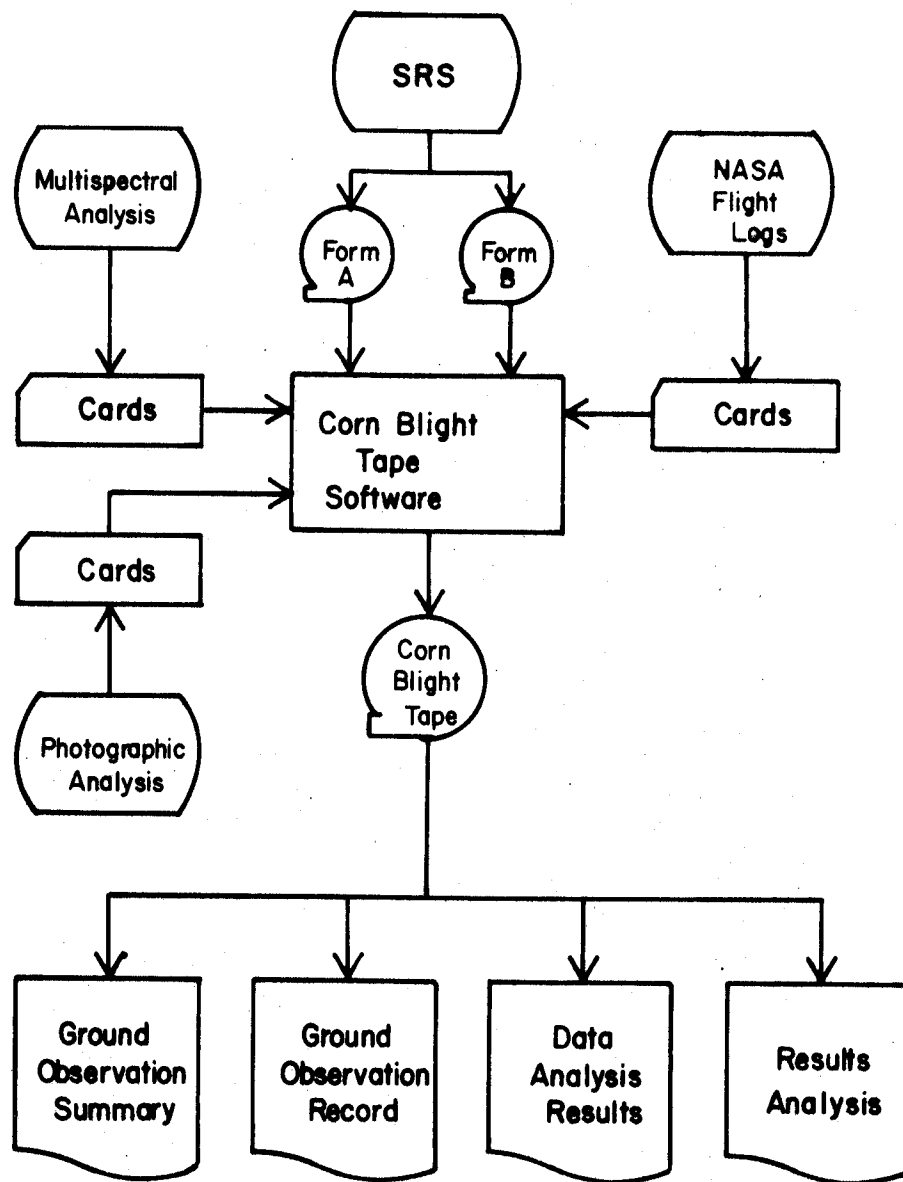 SRS
Multispectral
Analysis
NASA
Flight
Logs
Form
A
Form
B
Cards
Corn Blight
Tape
Software
Cards
Cards
Corn
Blight
Tape
Photographic
Analysis
Ground
Observation
Summary
Ground
Observation
Record
Data
Analysis
Results
Results
Analysis